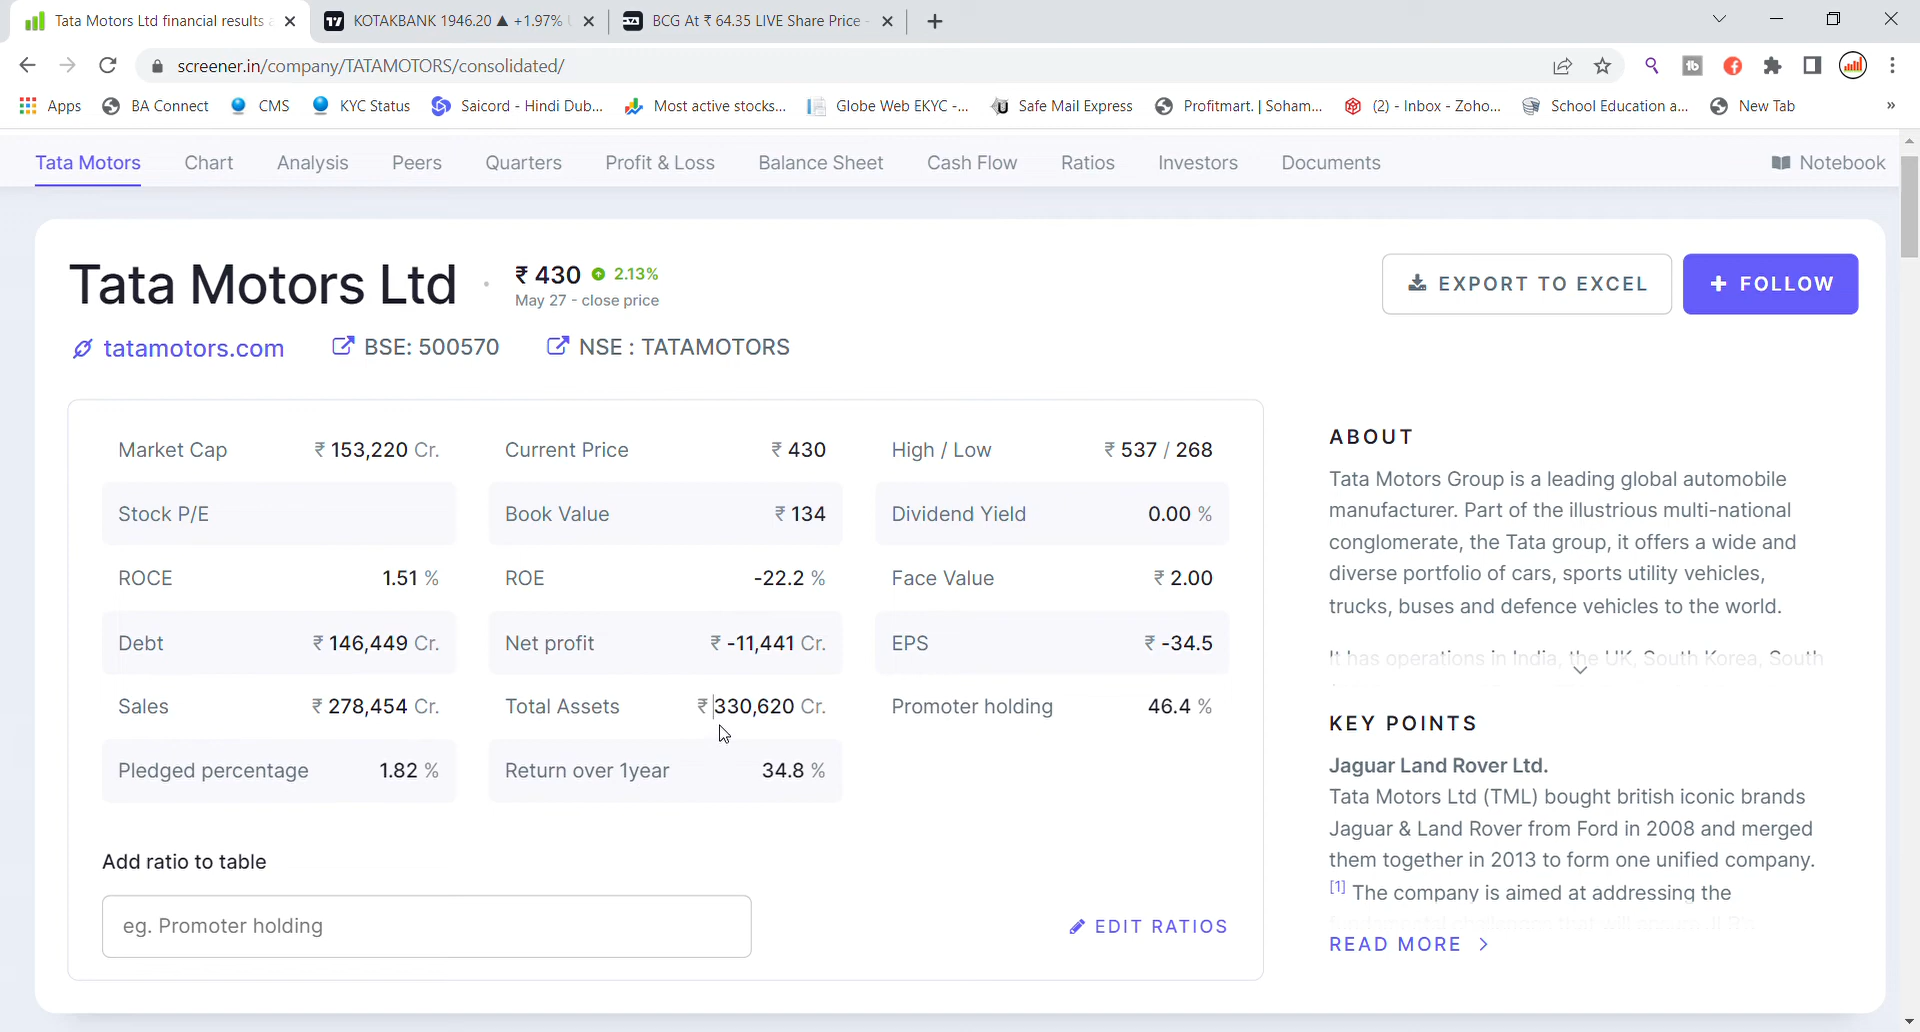 Tata Motors Ltd financial results a
KOTAKBANK 1946.20 ▲ +1.97%
BCG At ₹ 64.35 LIVE Share Price -
screener.in/company/TATAMOTORS/consolidated/
Apps BA Connect CMS KYC Status Saicord - Hindi Dub... Most active stocks... Globe Web EKYC -... Safe Mail Express Profitmart. | Soham... (2) - Inbox - Zoho... School Education a... New Tab »
Tata Motors Chart Analysis Peers Quarters Profit & Loss Balance Sheet Cash Flow Ratios Investors Documents Notebook
Tata Motors Ltd
₹ 430 2.13%
May 27 - close price
EXPORT TO EXCEL
+ FOLLOW
tatamotors.com BSE: 500570 NSE : TATAMOTORS
Market Cap ₹ 153,220 Cr. Current Price ₹ 430 High / Low ₹ 537 / 268
Stock P/E Book Value ₹ 134 Dividend Yield 0.00 %
ROCE 1.51 % ROE -22.2 % Face Value ₹ 2.00
Debt ₹ 146,449 Cr. Net profit ₹ -11,441 Cr. EPS ₹ -34.5
Sales ₹ 278,454 Cr. Total Assets ₹ 330,620 Cr. Promoter holding 46.4 %
Pledged percentage 1.82 % Return over 1year 34.8 %
Add ratio to table
eg. Promoter holding
EDIT RATIOS
ABOUT
Tata Motors Group is a leading global automobile
manufacturer. Part of the illustrious multi-national
conglomerate, the Tata group, it offers a wide and
diverse portfolio of cars, sports utility vehicles,
trucks, buses and defence vehicles to the world.
It has operations in India, the UK, South Korea, South
KEY POINTS
Jaguar Land Rover Ltd.
Tata Motors Ltd (TML) bought british iconic brands
Jaguar & Land Rover from Ford in 2008 and merged
them together in 2013 to form one unified company.
[1] The company is aimed at addressing the
READ MORE